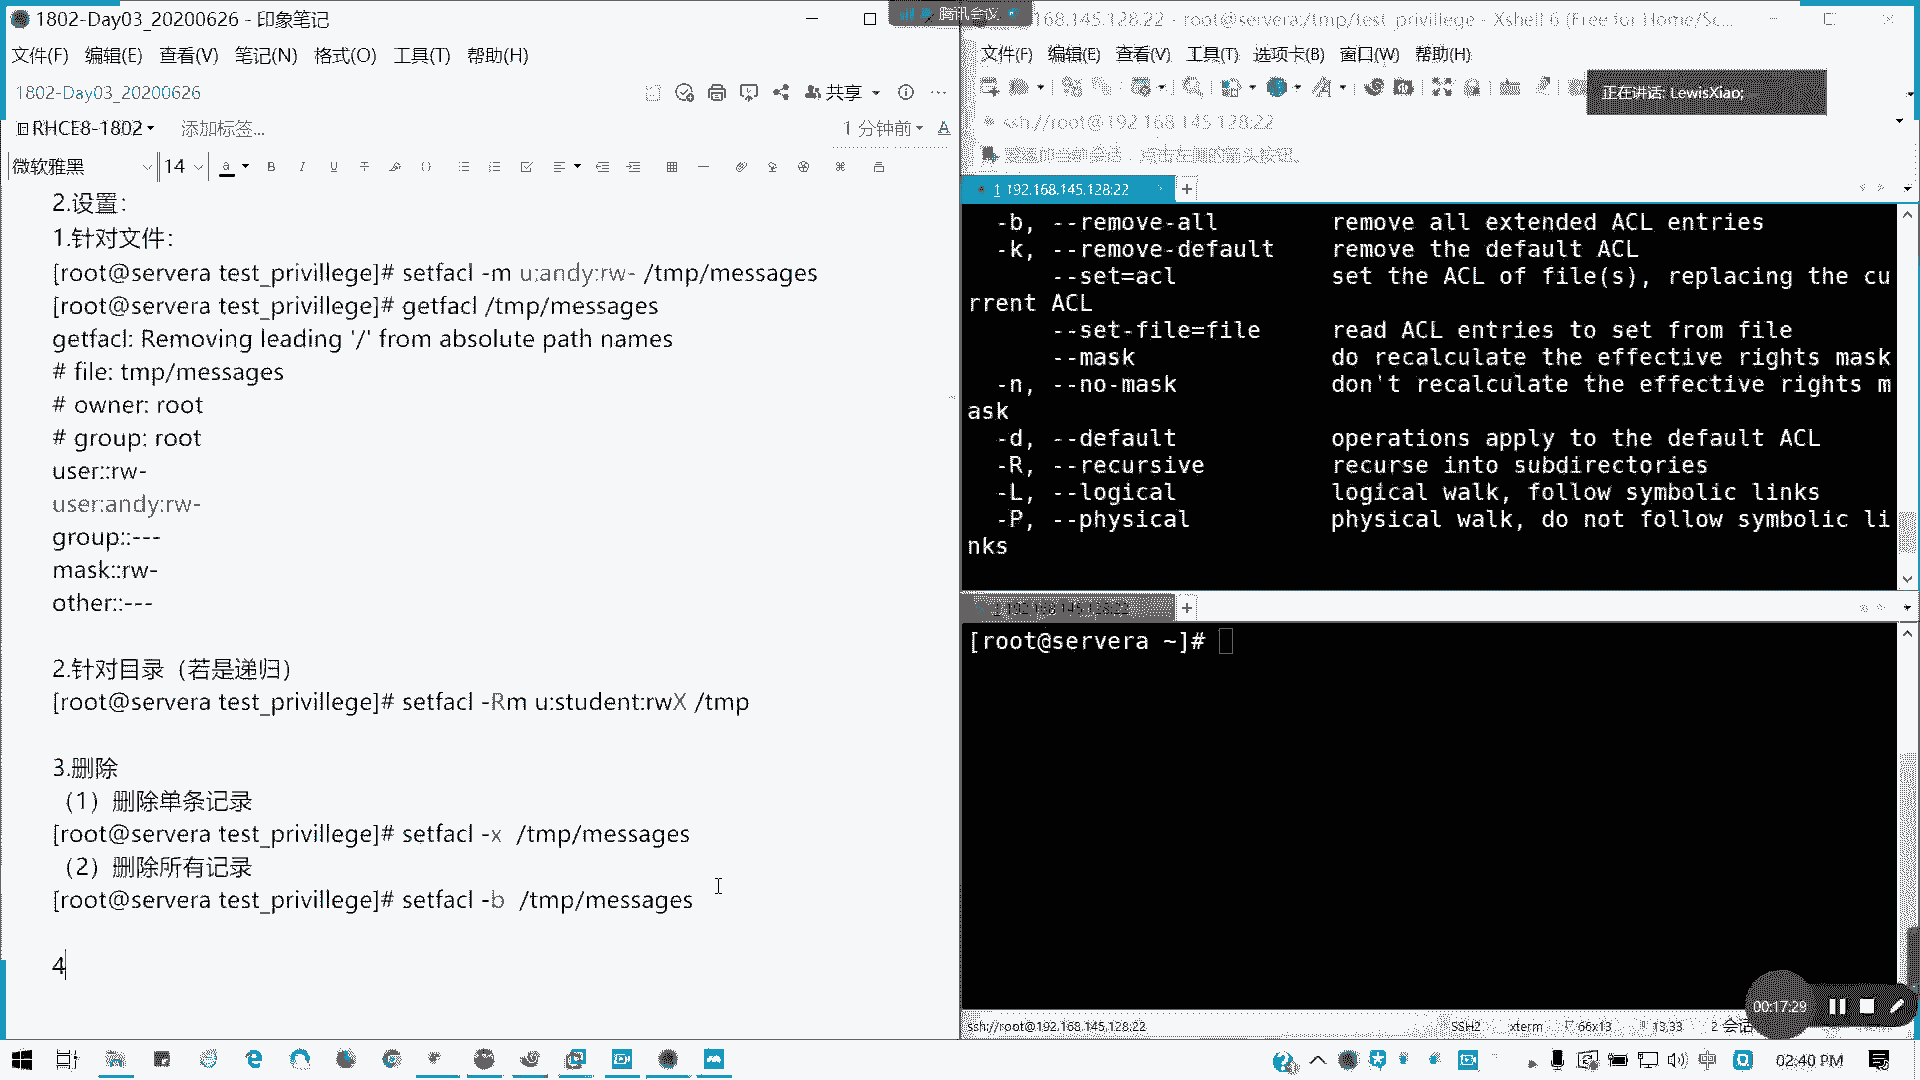 1802-Day03_20200626 - 印象笔记
文件(F) 编辑(E) 查看(V) 笔记(N) 格式(O) 工具(T) 帮助(H)
1802-Day03_20200626
共享
RHCE8-1802
添加标签...
1 分钟前
微软雅黑
14
2.设置：
1.针对文件：
[root@servera test_privillege]# setfacl -m u:andy:rw- /tmp/messages
[root@servera test_privillege]# getfacl /tmp/messages
getfacl: Removing leading '/' from absolute path names
# file: tmp/messages
# owner: root
# group: root
user::rw-
user:andy:rw-
group::---
mask::rw-
other::---
2.针对目录（若是递归）
[root@servera test_privillege]# setfacl -Rm u:student:rwX /tmp
3.删除
（1）删除单条记录
[root@servera test_privillege]# setfacl -x  /tmp/messages
（2）删除所有记录
[root@servera test_privillege]# setfacl -b  /tmp/messages
4
腾讯会议
168.145.128:22 - root@servera:/tmp/test_privillege - Xshell 6 (Free for Home/Sc...
文件(F) 编辑(E) 查看(V) 工具(T) 选项卡(B) 窗口(W) 帮助(H)
正在讲话: LewisXiao;
ssh://root@192.168.145.128:22
1 192.168.145.128:22
-b, --remove-all        remove all extended ACL entries
-k, --remove-default    remove the default ACL
--set=acl           set the ACL of file(s), replacing the cu
rrent ACL
--set-file=file     read ACL entries to set from file
--mask              do recalculate the effective rights mask
-n, --no-mask           don't recalculate the effective rights m
ask
-d, --default           operations apply to the default ACL
-R, --recursive         recurse into subdirectories
-L, --logical           logical walk, follow symbolic links
-P, --physical          physical walk, do not follow symbolic li
nks
192.168.145.128:22
[root@servera ~]#
00:17:29
ssh://root@192.168.145.128:22
SSH2 xterm 66x13 13,33 2 会话
中
02:40 PM